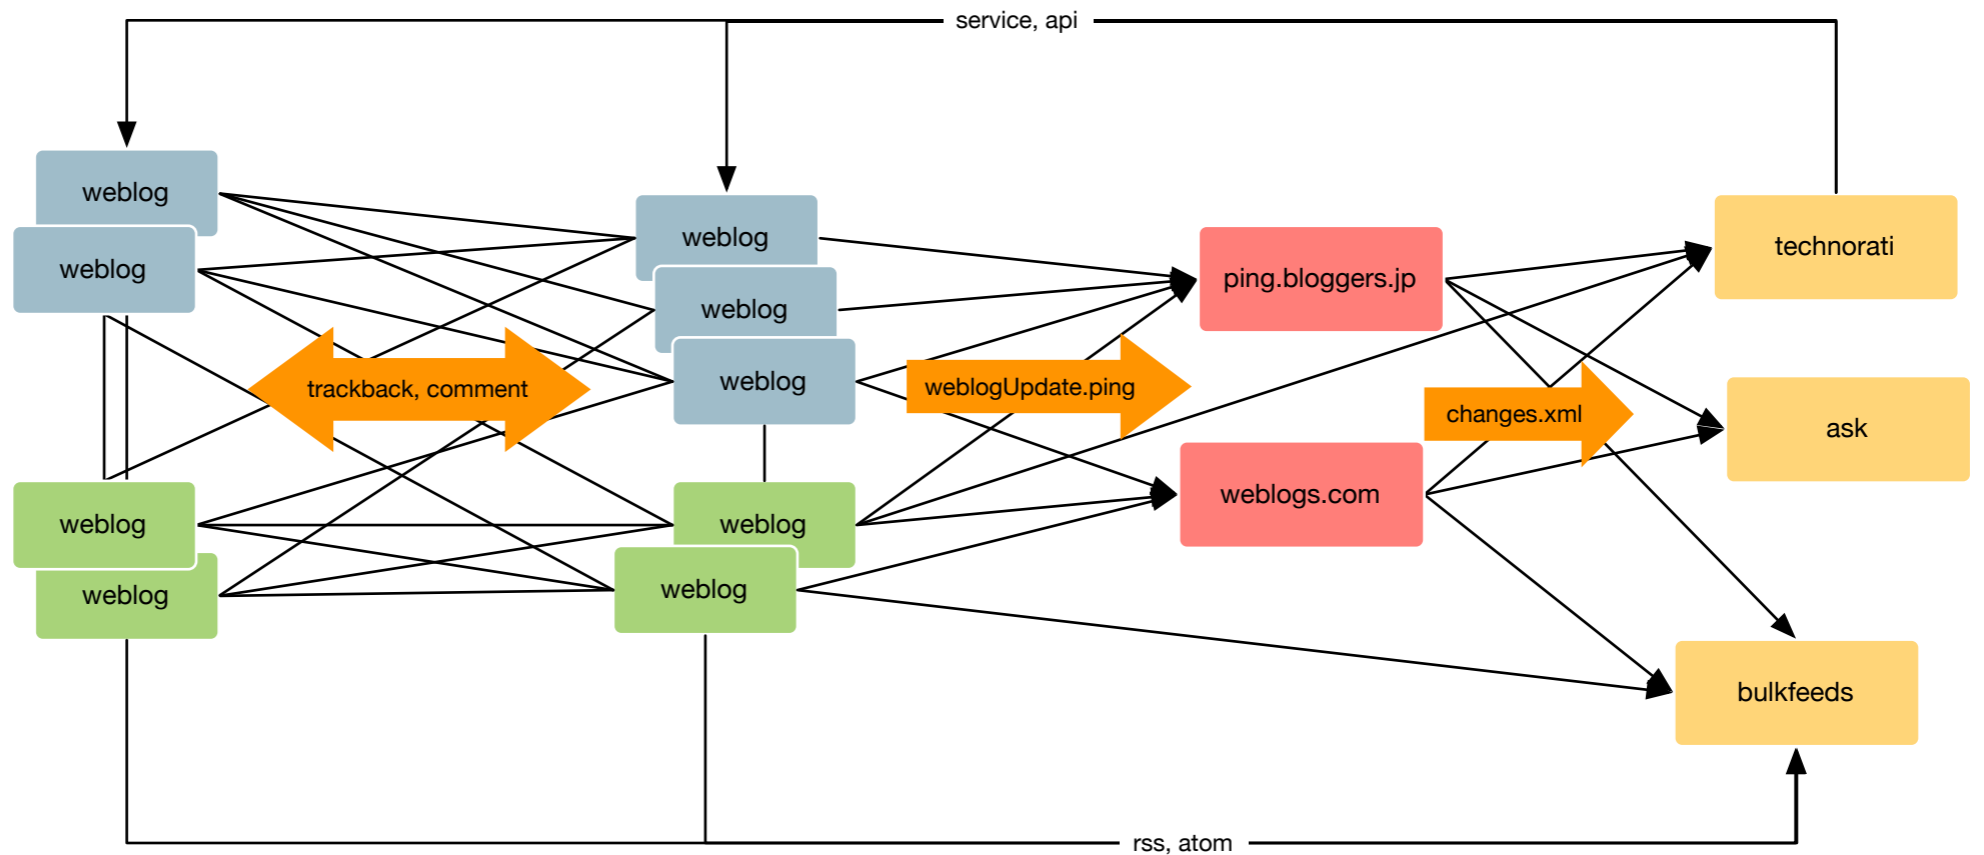 service, api
weblog
weblog
weblog
weblog
weblog
ping.bloggers.jp
technorati
trackback, comment
weblogUpdate.ping
changes.xml
ask
weblog
weblog
weblog
weblog
weblogs.com
bulkfeeds
rss, atom